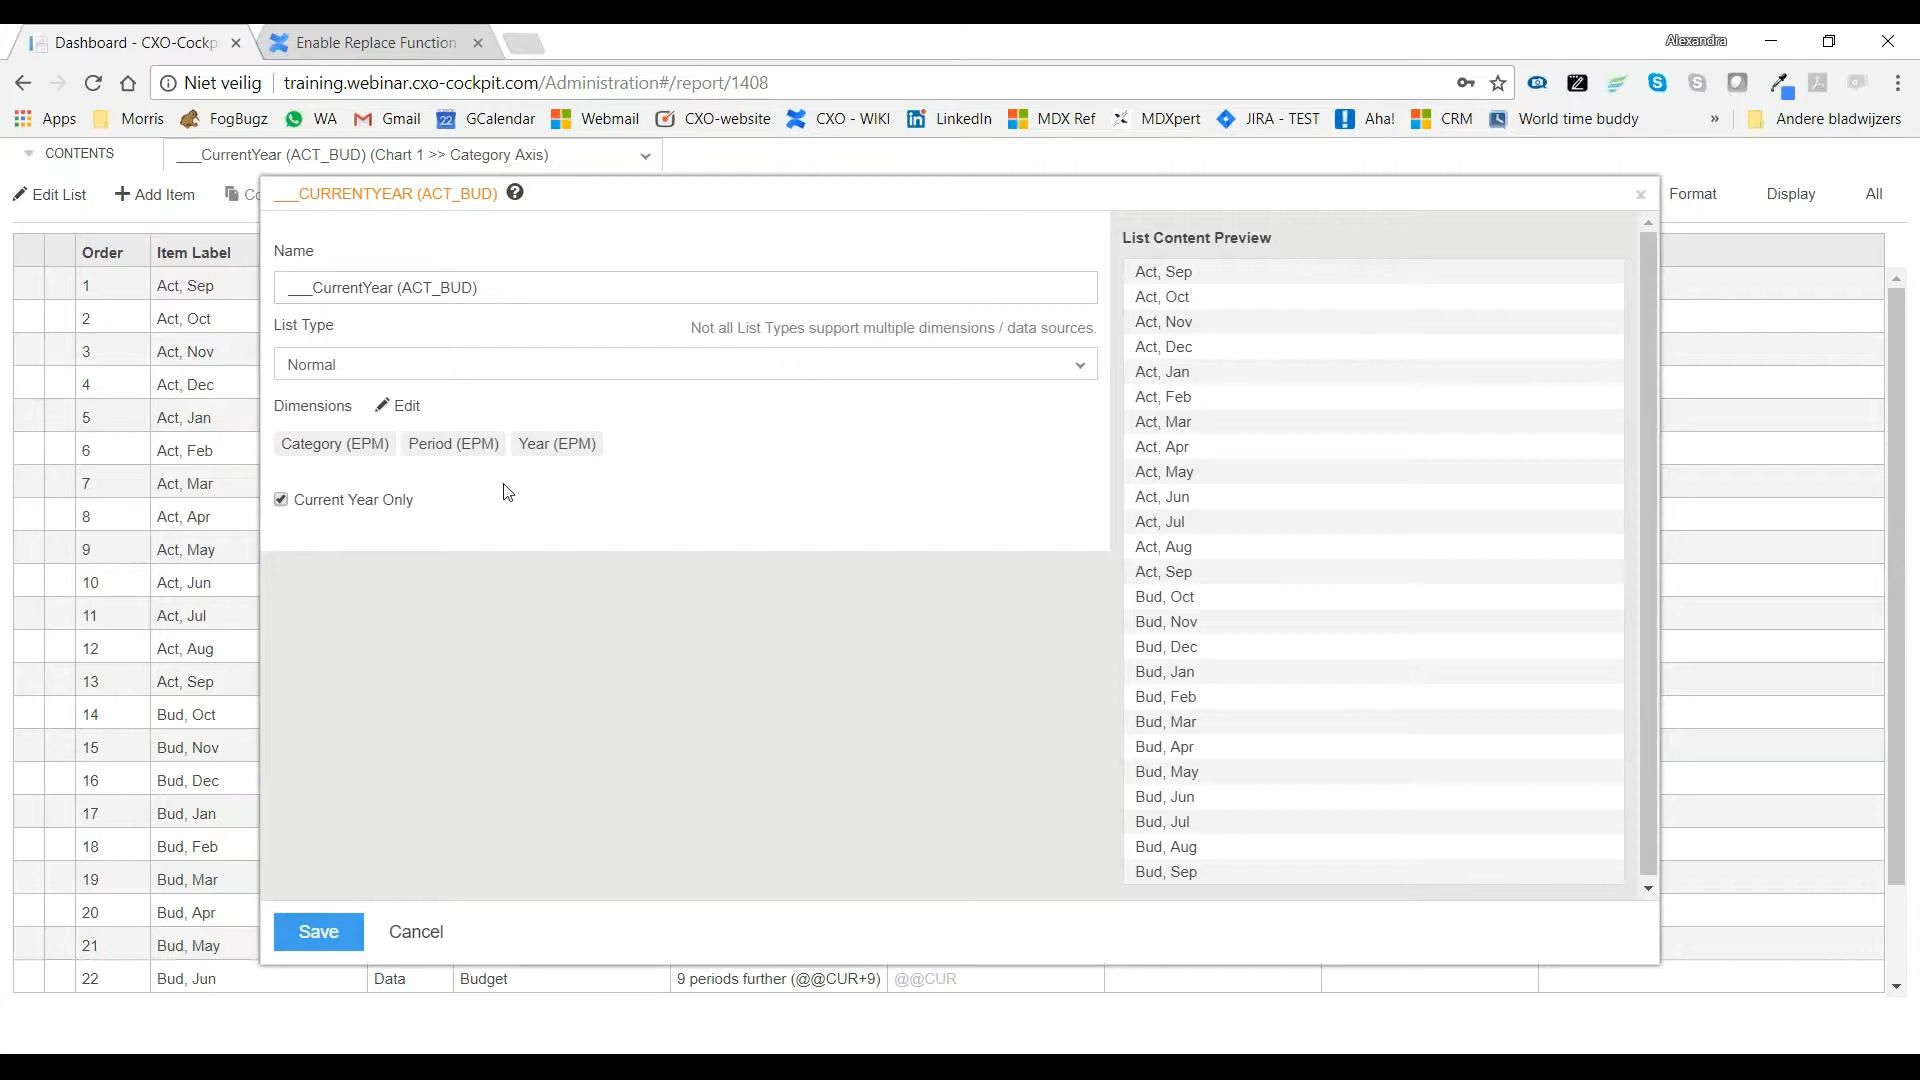 Dashboard - CXO-Cockp
Enable Replace Function
Alexandra
Niet veilig
training.webinar.cxo-cockpit.com/Administration#/report/1408
Apps
Morris
FogBugz
WA
Gmail
22
GCalendar
Webmail
CXO-website
CXO - WIKI
LinkedIn
MDX Ref
MDXpert
JIRA - TEST
Aha!
CRM
World time buddy
»
Andere bladwijzers
CONTENTS
___CurrentYear (ACT_BUD) (Chart 1 >> Category Axis)
Edit List
Add Item
Co
Format
Display
All
___CURRENTYEAR (ACT_BUD)
Order
Item Label
1 Act, Sep
2 Act, Oct
3 Act, Nov
4 Act, Dec
5 Act, Jan
6 Act, Feb
7 Act, Mar
8 Act, Apr
9 Act, May
10 Act, Jun
11 Act, Jul
12 Act, Aug
13 Act, Sep
14 Bud, Oct
15 Bud, Nov
16 Bud, Dec
17 Bud, Jan
18 Bud, Feb
19 Bud, Mar
20 Bud, Apr
21 Bud, May
22 Bud, Jun Data Budget 9 periods further (@@CUR+9) @@CUR
Name
___CurrentYear (ACT_BUD)
List Type
Not all List Types support multiple dimensions / data sources.
Normal
Dimensions
Edit
Category (EPM)
Period (EPM)
Year (EPM)
Current Year Only
List Content Preview
Act, Sep
Act, Oct
Act, Nov
Act, Dec
Act, Jan
Act, Feb
Act, Mar
Act, Apr
Act, May
Act, Jun
Act, Jul
Act, Aug
Act, Sep
Bud, Oct
Bud, Nov
Bud, Dec
Bud, Jan
Bud, Feb
Bud, Mar
Bud, Apr
Bud, May
Bud, Jun
Bud, Jul
Bud, Aug
Bud, Sep
Save
Cancel